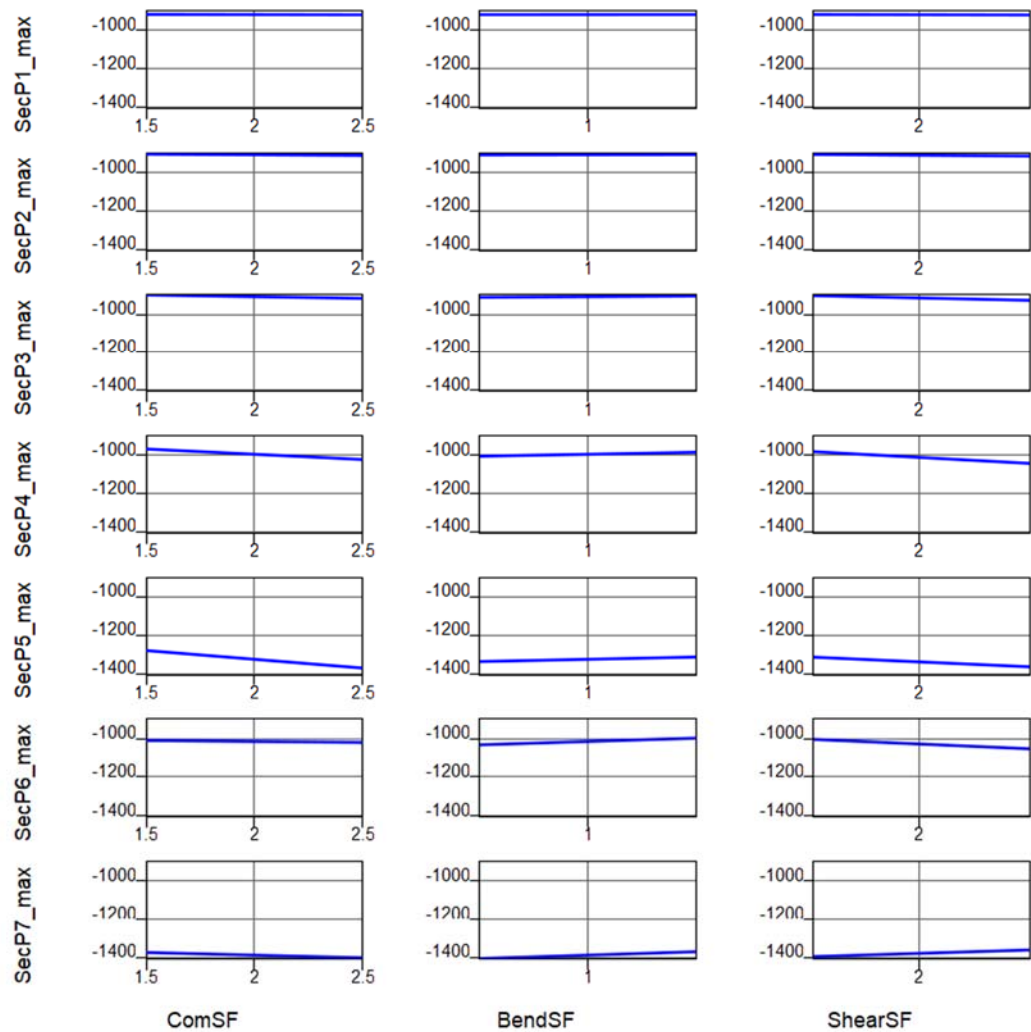 -1000 -1000 -1000
-1200 -1200 -1200
-1400 -1400 -1400
SecP1_max
1.5 2 2.5 1 2
-1000 -1000 -1000
-1200 -1200 -1200
-1400 -1400 -1400
SecP2_max
1.5 2 2.5 1 2
-1000 -1000 -1000
-1200 -1200 -1200
-1400 -1400 -1400
SecP3_max
1.5 2 2.5 1 2
-1000 -1000 -1000
-1200 -1200 -1200
-1400 -1400 -1400
SecP4_max
1.5 2 2.5 1 2
-1000 -1000 -1000
-1200 -1200 -1200
-1400 -1400 -1400
SecP5_max
1.5 2 2.5 1 2
-1000 -1000 -1000
-1200 -1200 -1200
-1400 -1400 -1400
SecP6_max
1.5 2 2.5 1 2
-1000 -1000 -1000
-1200 -1200 -1200
-1400 -1400 -1400
SecP7_max
1.5 2 2.5 1 2
ComSF BendSF ShearSF